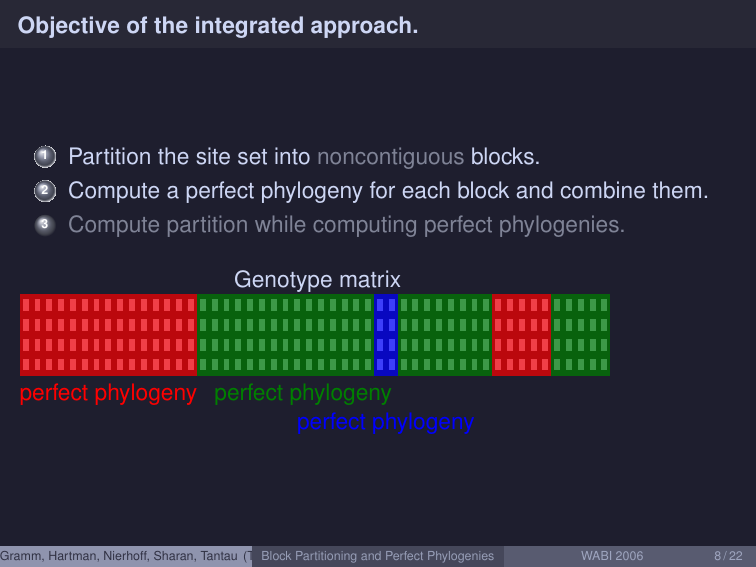 Objective of the integrated approach.
1 Partition the site set into noncontiguous blocks.
2 Compute a perfect phylogeny for each block and combine them.
3 Compute partition while computing perfect phylogenies.
Genotype matrix
perfect phylogeny perfect phylogeny
perfect phylogeny
Gramm, Hartman, Nierhoff, Sharan, Tantau (T Block Partitioning and Perfect Phylogenies WABI 2006 8 / 22